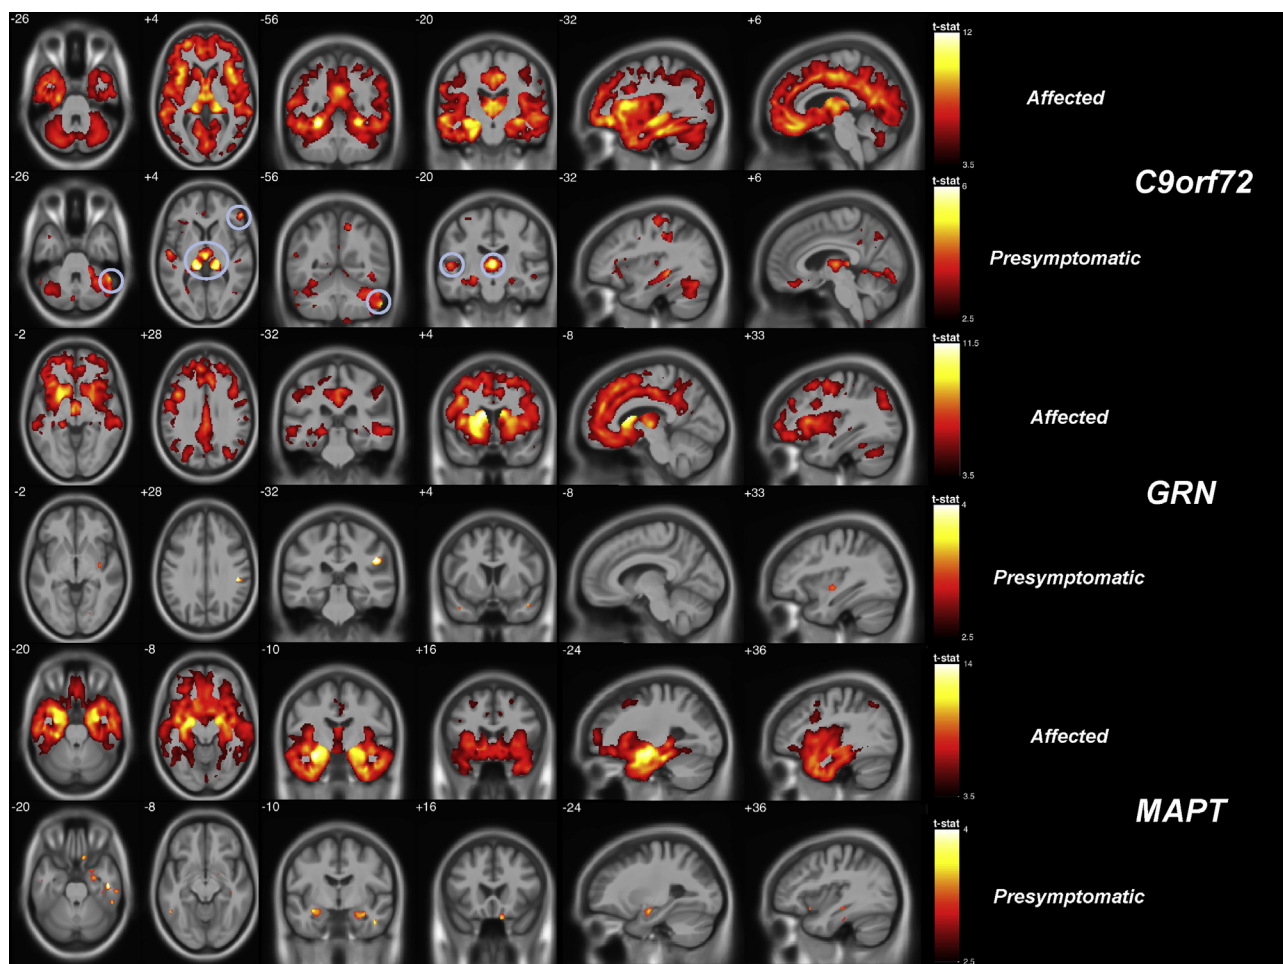 -26 +4 -56 -20 -32 +6 t-stat
12
Affected
3.5
C9orf72
-26 +4 -56 -20 -32 +6 t-stat
6
Presymptomatic
2.5
-2 +28 -32 +4 -8 +33 t-stat
11.5
Affected
3.5
GRN
-2 +28 -32 +4 -8 +33 t-stat
4
Presymptomatic
2.5
-20 -8 -10 +16 -24 +36 t-stat
14
Affected
3.5
MAPT
-20 -8 -10 +16 -24 +36 t-stat
4
Presymptomatic
2.5